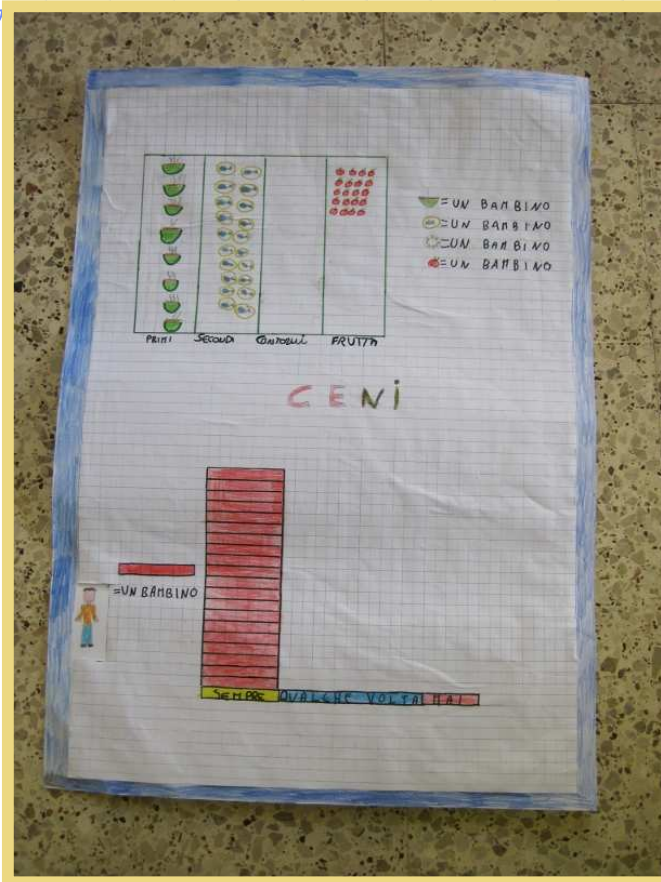 = UN BAMBINO
= UN BAMBINO
= UN BAMBINO
= UN BAMBINO
PRIMI SECONDI CONTORNI FRUTTA
CENI
= UN BAMBINO
SEMPRE QUALCHE VOLTA MAI